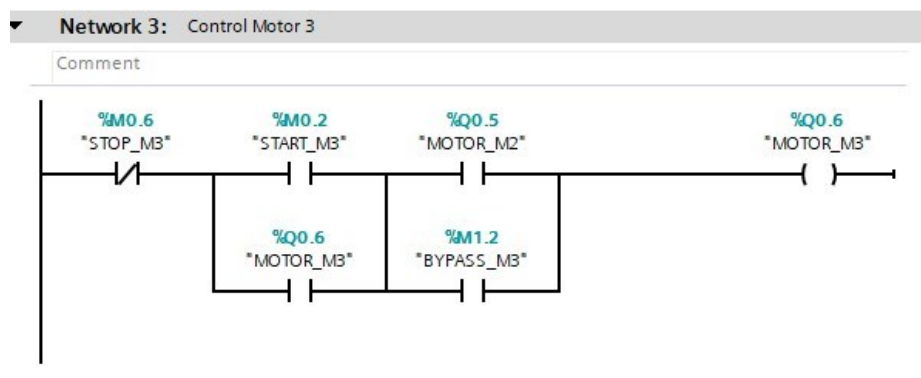 Network 3: Control Motor 3
Comment
%M0.6 %M0.2 %Q0.5 %Q0.6
"STOP_M3" "START_M3" "MOTOR_M2" "MOTOR_M3"
%Q0.6 %M1.2
"MOTOR_M3" "BYPASS_M3"